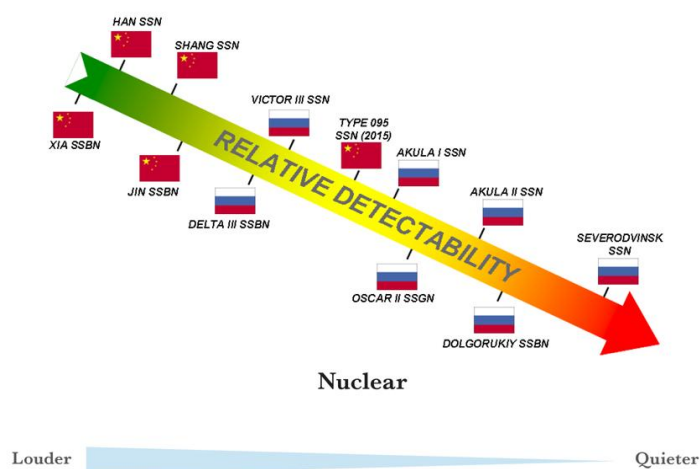 HAN SSN
SHANG SSN
XIA SSBN
JIN SSBN
VICTOR III SSN
DELTA III SSBN
TYPE 095
SSN (2015)
AKULA I SSN
RELATIVE DETECTABILITY
OSCAR II SSGN
AKULA II SSN
DOLGORUKIY SSBN
SEVERODVINSK
SSN
Nuclear
Louder
Quieter